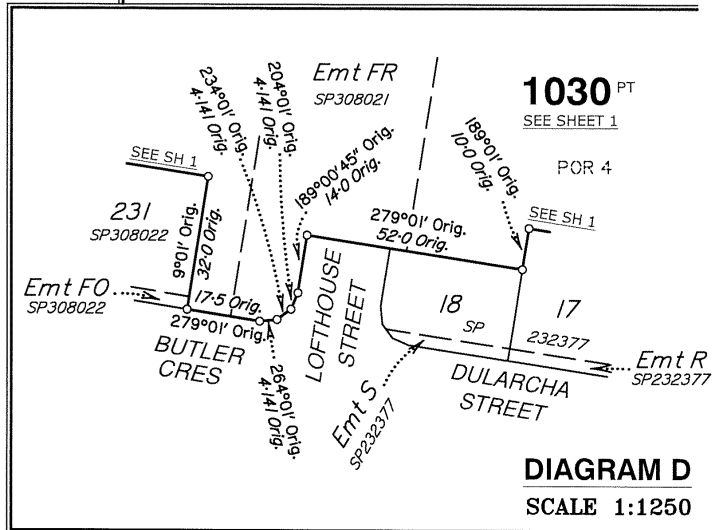 Emt FR
SP308021
1030 PT
SEE SHEET 1
POR 4
234°01' Orig.
4·141 Orig.
204°01' Orig.
4·141 Orig.
189°00'45" Orig.
14·0 Orig.
189°01' Orig.
10·0 Orig.
SEE SH 1
SEE SH 1
279°01' Orig.
52·0 Orig.
231
SP308022
9°01' Orig.
32·0 Orig.
Emt FO
SP308022
17·5 Orig.
279°01' Orig.
BUTLER
CRES
264°01' Orig.
4·141 Orig.
LOFTHOUSE
STREET
18
SP
17
232377
Emt S
SP232377
Emt R
SP232377
DULARCHA
STREET
DIAGRAM D
SCALE 1:1250